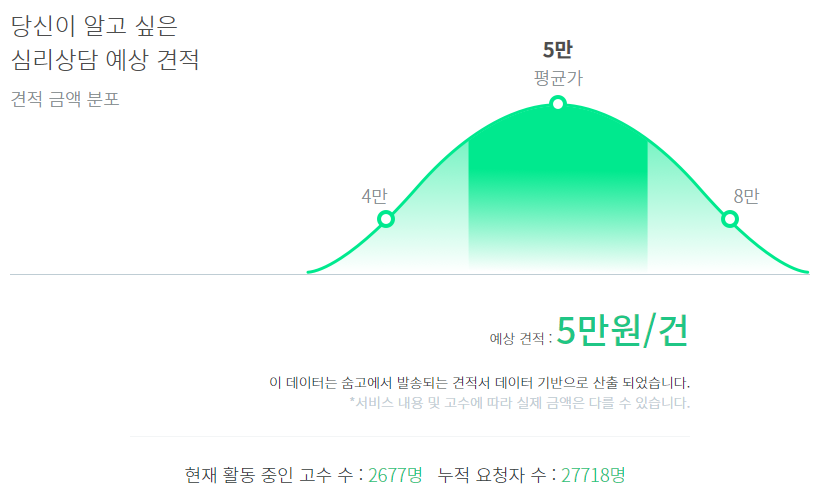 당신이 알고 싶은
심리상담 예상 견적
견적 금액 분포
5만
평균가
4만
8만
예상 견적 : 5만원/건
이 데이터는 숨고에서 발송되는 견적서 데이터 기반으로 산출 되었습니다.
*서비스 내용 및 고수에 따라 실제 금액은 다를 수 있습니다.
현재 활동 중인 고수 수 : 2677명 누적 요청자 수 : 27718명